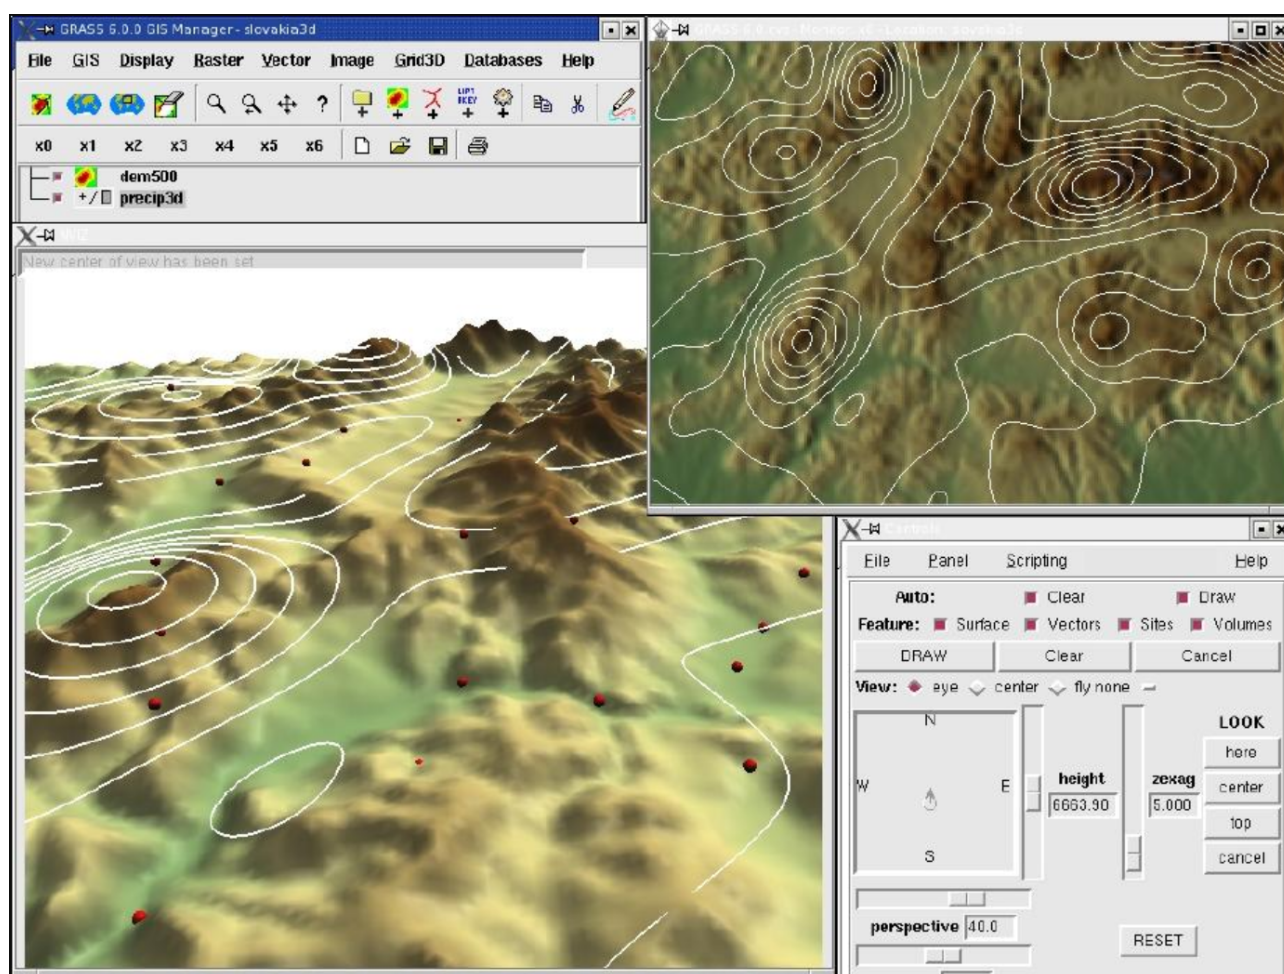 GRASS 6.0.0 GIS Manager - slovakia3d
File GIS Display Raster Vector Image Grid3D Databases Help
x0 x1 x2 x3 x4 x5 x6
dem500
precip3d
New center of view has been set
Controls
File Panel Scripting Help
Auto: Clear Draw
Feature: Surface Vectors Sites Volumes
DRAW Clear Cancel
View: eye center fly none
N
W E
S
height
6663.90
zexag
5.000
LOOK
here
center
top
cancel
perspective 40.0
RESET